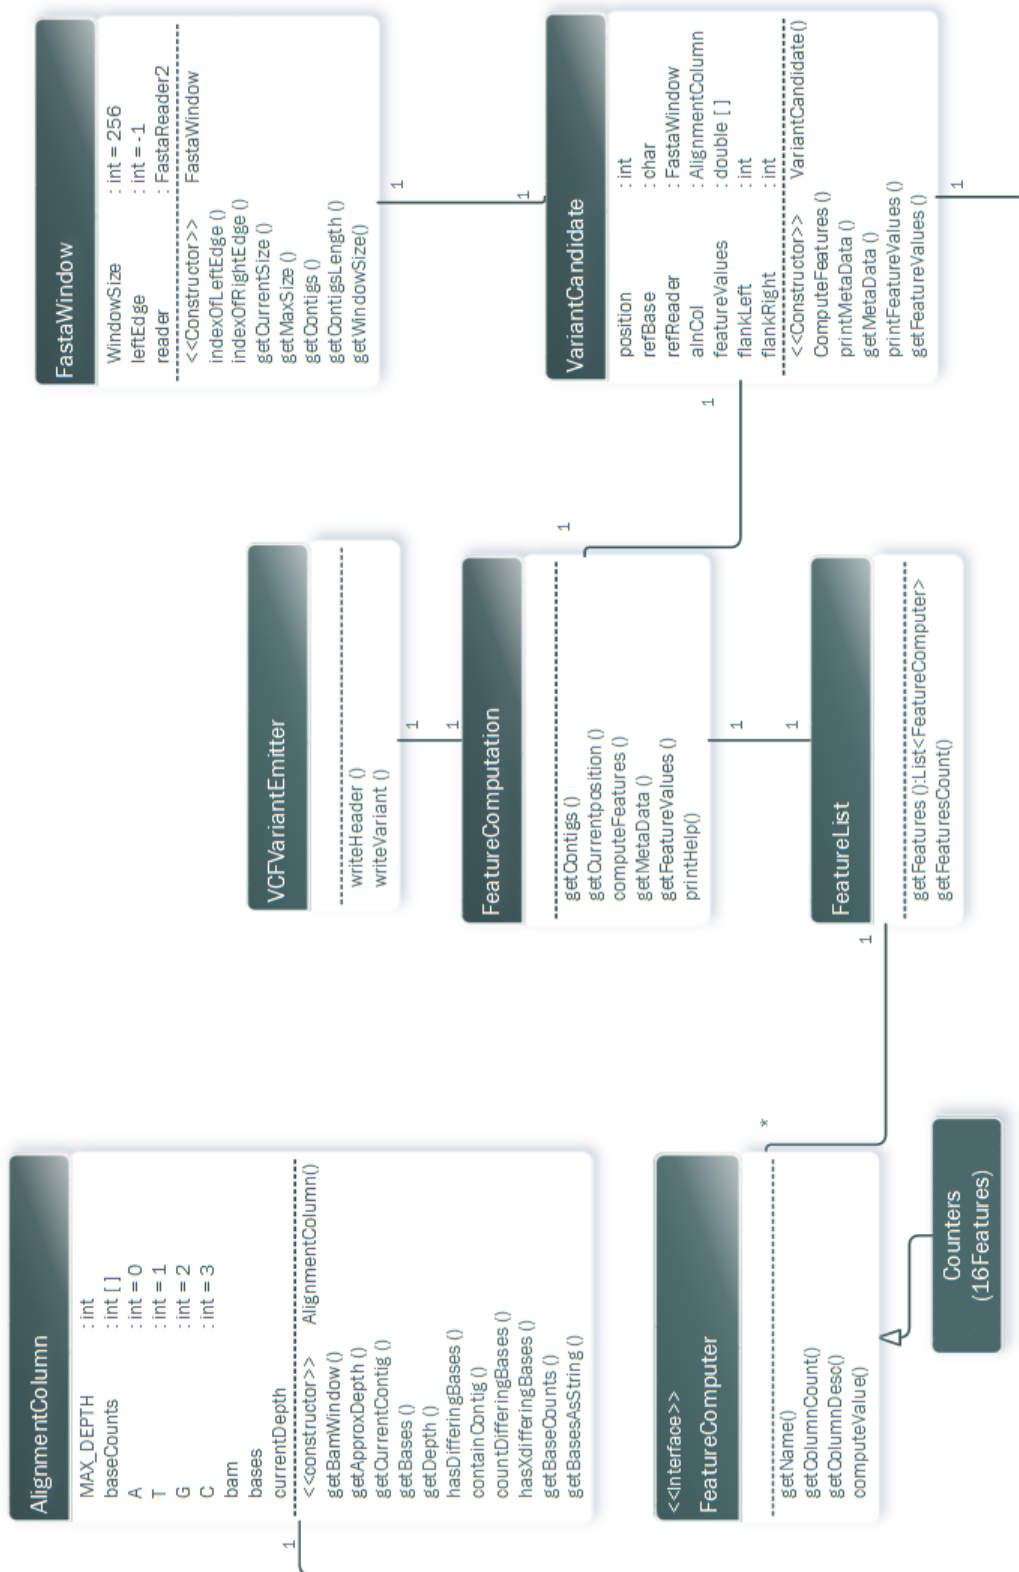 AlignmentColumn
MAX_DEPTH : int
baseCounts : int [ ]
A : int = 0
T : int = 1
G : int = 2
C : int = 3
bam
bases
currentDepth
<<constructor>> AlignmentColumn()
getBamWindow ()
getApproxDepth ()
getCurrentContig ()
getBases ()
getDepth ()
hasDifferingBases ()
containContig ()
countDifferingBases ()
hasXdifferingBases ()
getBaseCounts ()
getBasesAsString ()
1
<<Interface>>
FeatureComputer
getName()
getColumnCount()
getColumnDesc()
computeValue()
*
Counters
(16Features)
VCFVariantEmitter
writeHeader ()
writeVariant ()
1
1
FeatureComputation
getContigs ()
getCurrentposition ()
computeFeatures ()
getMetaData ()
getFeatureValues ()
printHelp()
1
1
1
FeatureList
getFeatures ():List<FeatureComputer>
getFeaturesCount()
1
FastaWindow
WindowSize : int = 256
leftEdge : int = -1
reader : FastaReader2
<<Constructor>> FastaWindow
indexOfLeftEdge ()
indexOfRightEdge ()
getCurrentSize ()
getMaxSize ()
getContigs ()
getContigsLength ()
getWindowSize()
1
1
VariantCandidate
position : int
refBase : char
refReader : FastaWindow
alnCol : AlignmentColumn
featureValues : double [ ]
flankLeft : int
flankRight : int
<<Constructor>> VariantCandidate()
ComputeFeatures ()
printMetaData ()
getMetaData ()
printFeatureValues ()
getFeatureValues ()
1
1